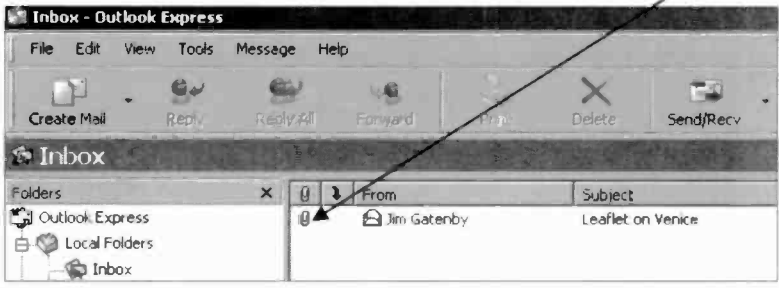 Inbox - Outlook Express
File Edit View Tools Message Help
Create Mail Reply Reply All Forward Print Delete Send/Recv
Inbox
Folders From Subject
Outlook Express Jim Gatenby Leaflet on Venice
Local Folders
Inbox